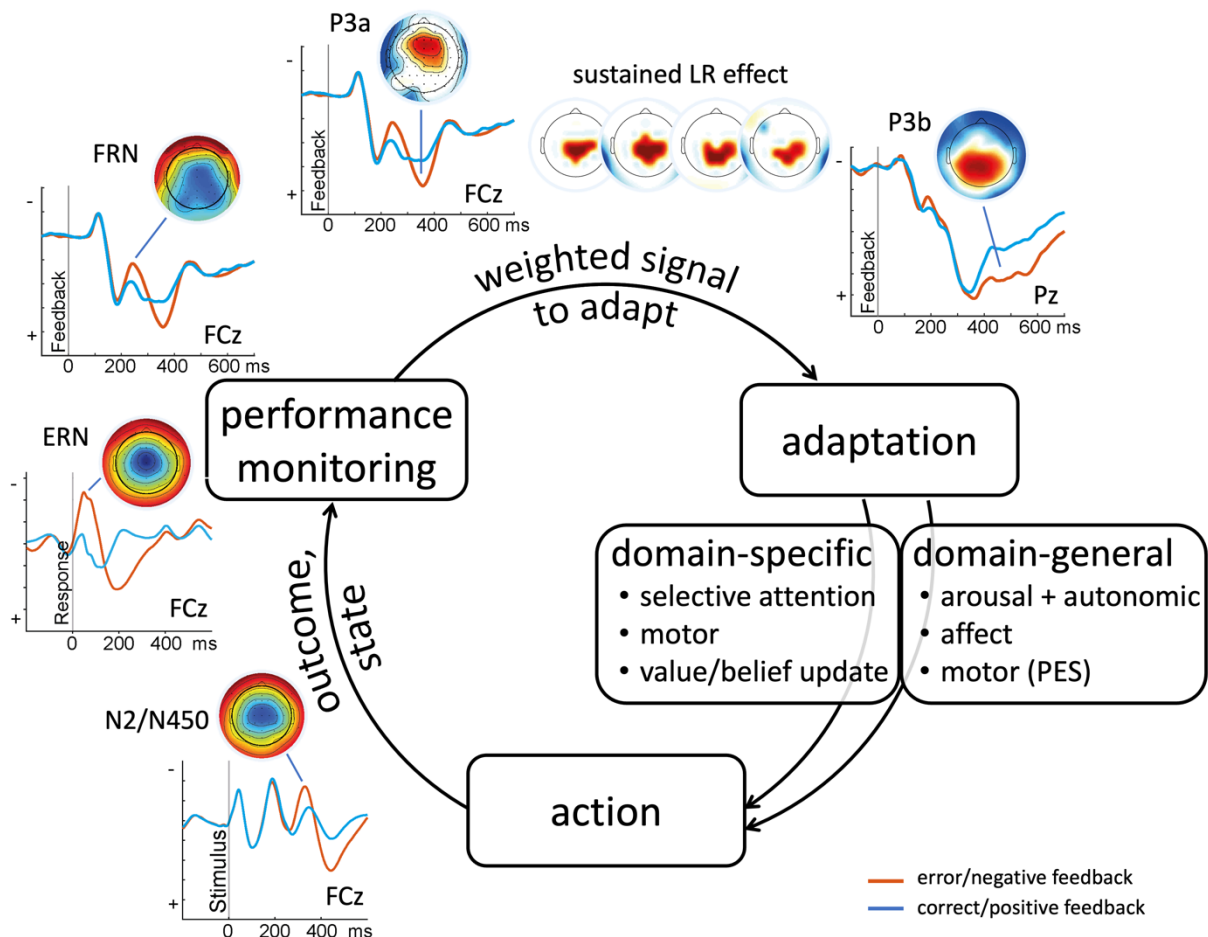 P3a
-
+
Feedback
FCz
0 200 400 600 ms
sustained LR effect
P3b
-
+
Feedback
Pz
0 200 400 600 ms
FRN
-
+
Feedback
FCz
0 200 400 600 ms
weighted signal
to adapt
performance
monitoring
adaptation
ERN
-
+
Response
FCz
0 200 400 ms
domain-specific
• selective attention
• motor
• value/belief update
domain-general
• arousal + autonomic
• affect
• motor (PES)
outcome,
state
N2/N450
-
+
Stimulus
FCz
0 200 400 ms
action
error/negative feedback
correct/positive feedback